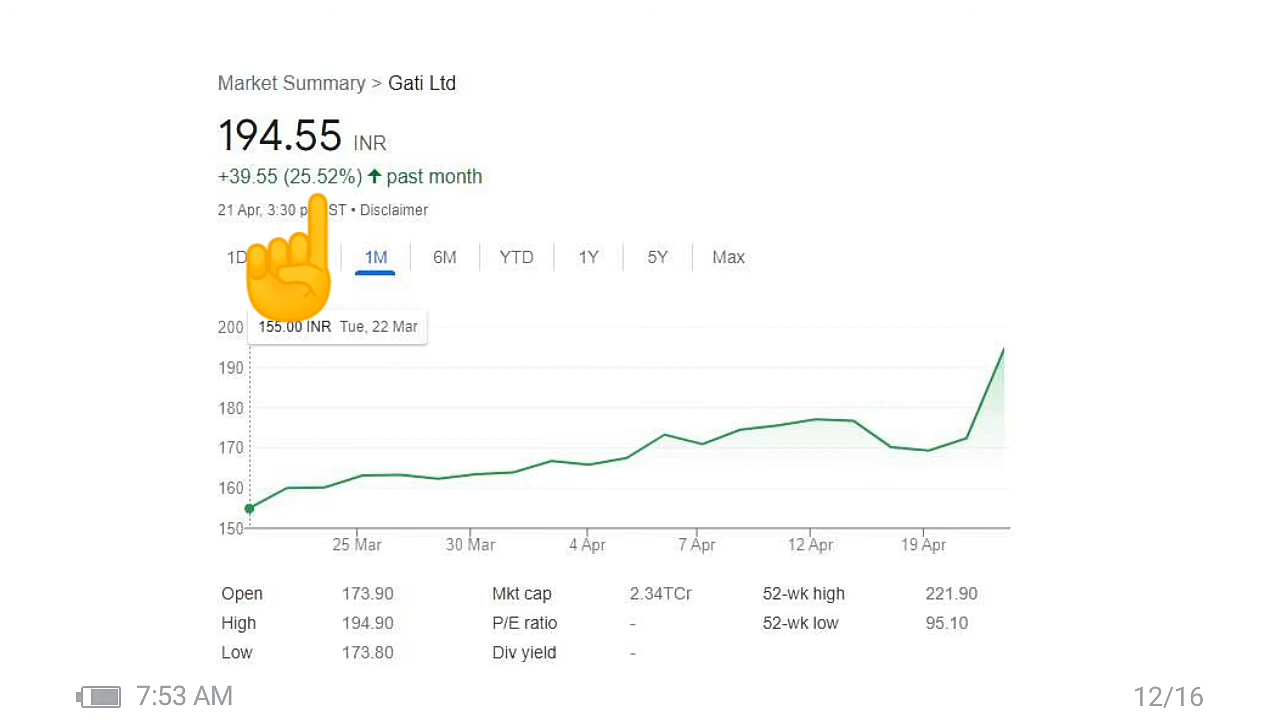 Market Summary > Gati Ltd
194.55 INR
+39.55 (25.52%) ↑ past month
21 Apr, 3:30 p ST • Disclaimer
1D 1M 6M YTD 1Y 5Y Max
155.00 INR Tue, 22 Mar
200
190
180
170
160
150
25 Mar 30 Mar 4 Apr 7 Apr 12 Apr 19 Apr
Open 173.90 Mkt cap 2.34TCr 52-wk high 221.90
High 194.90 P/E ratio - 52-wk low 95.10
Low 173.80 Div yield -
7:53 AM 12/16